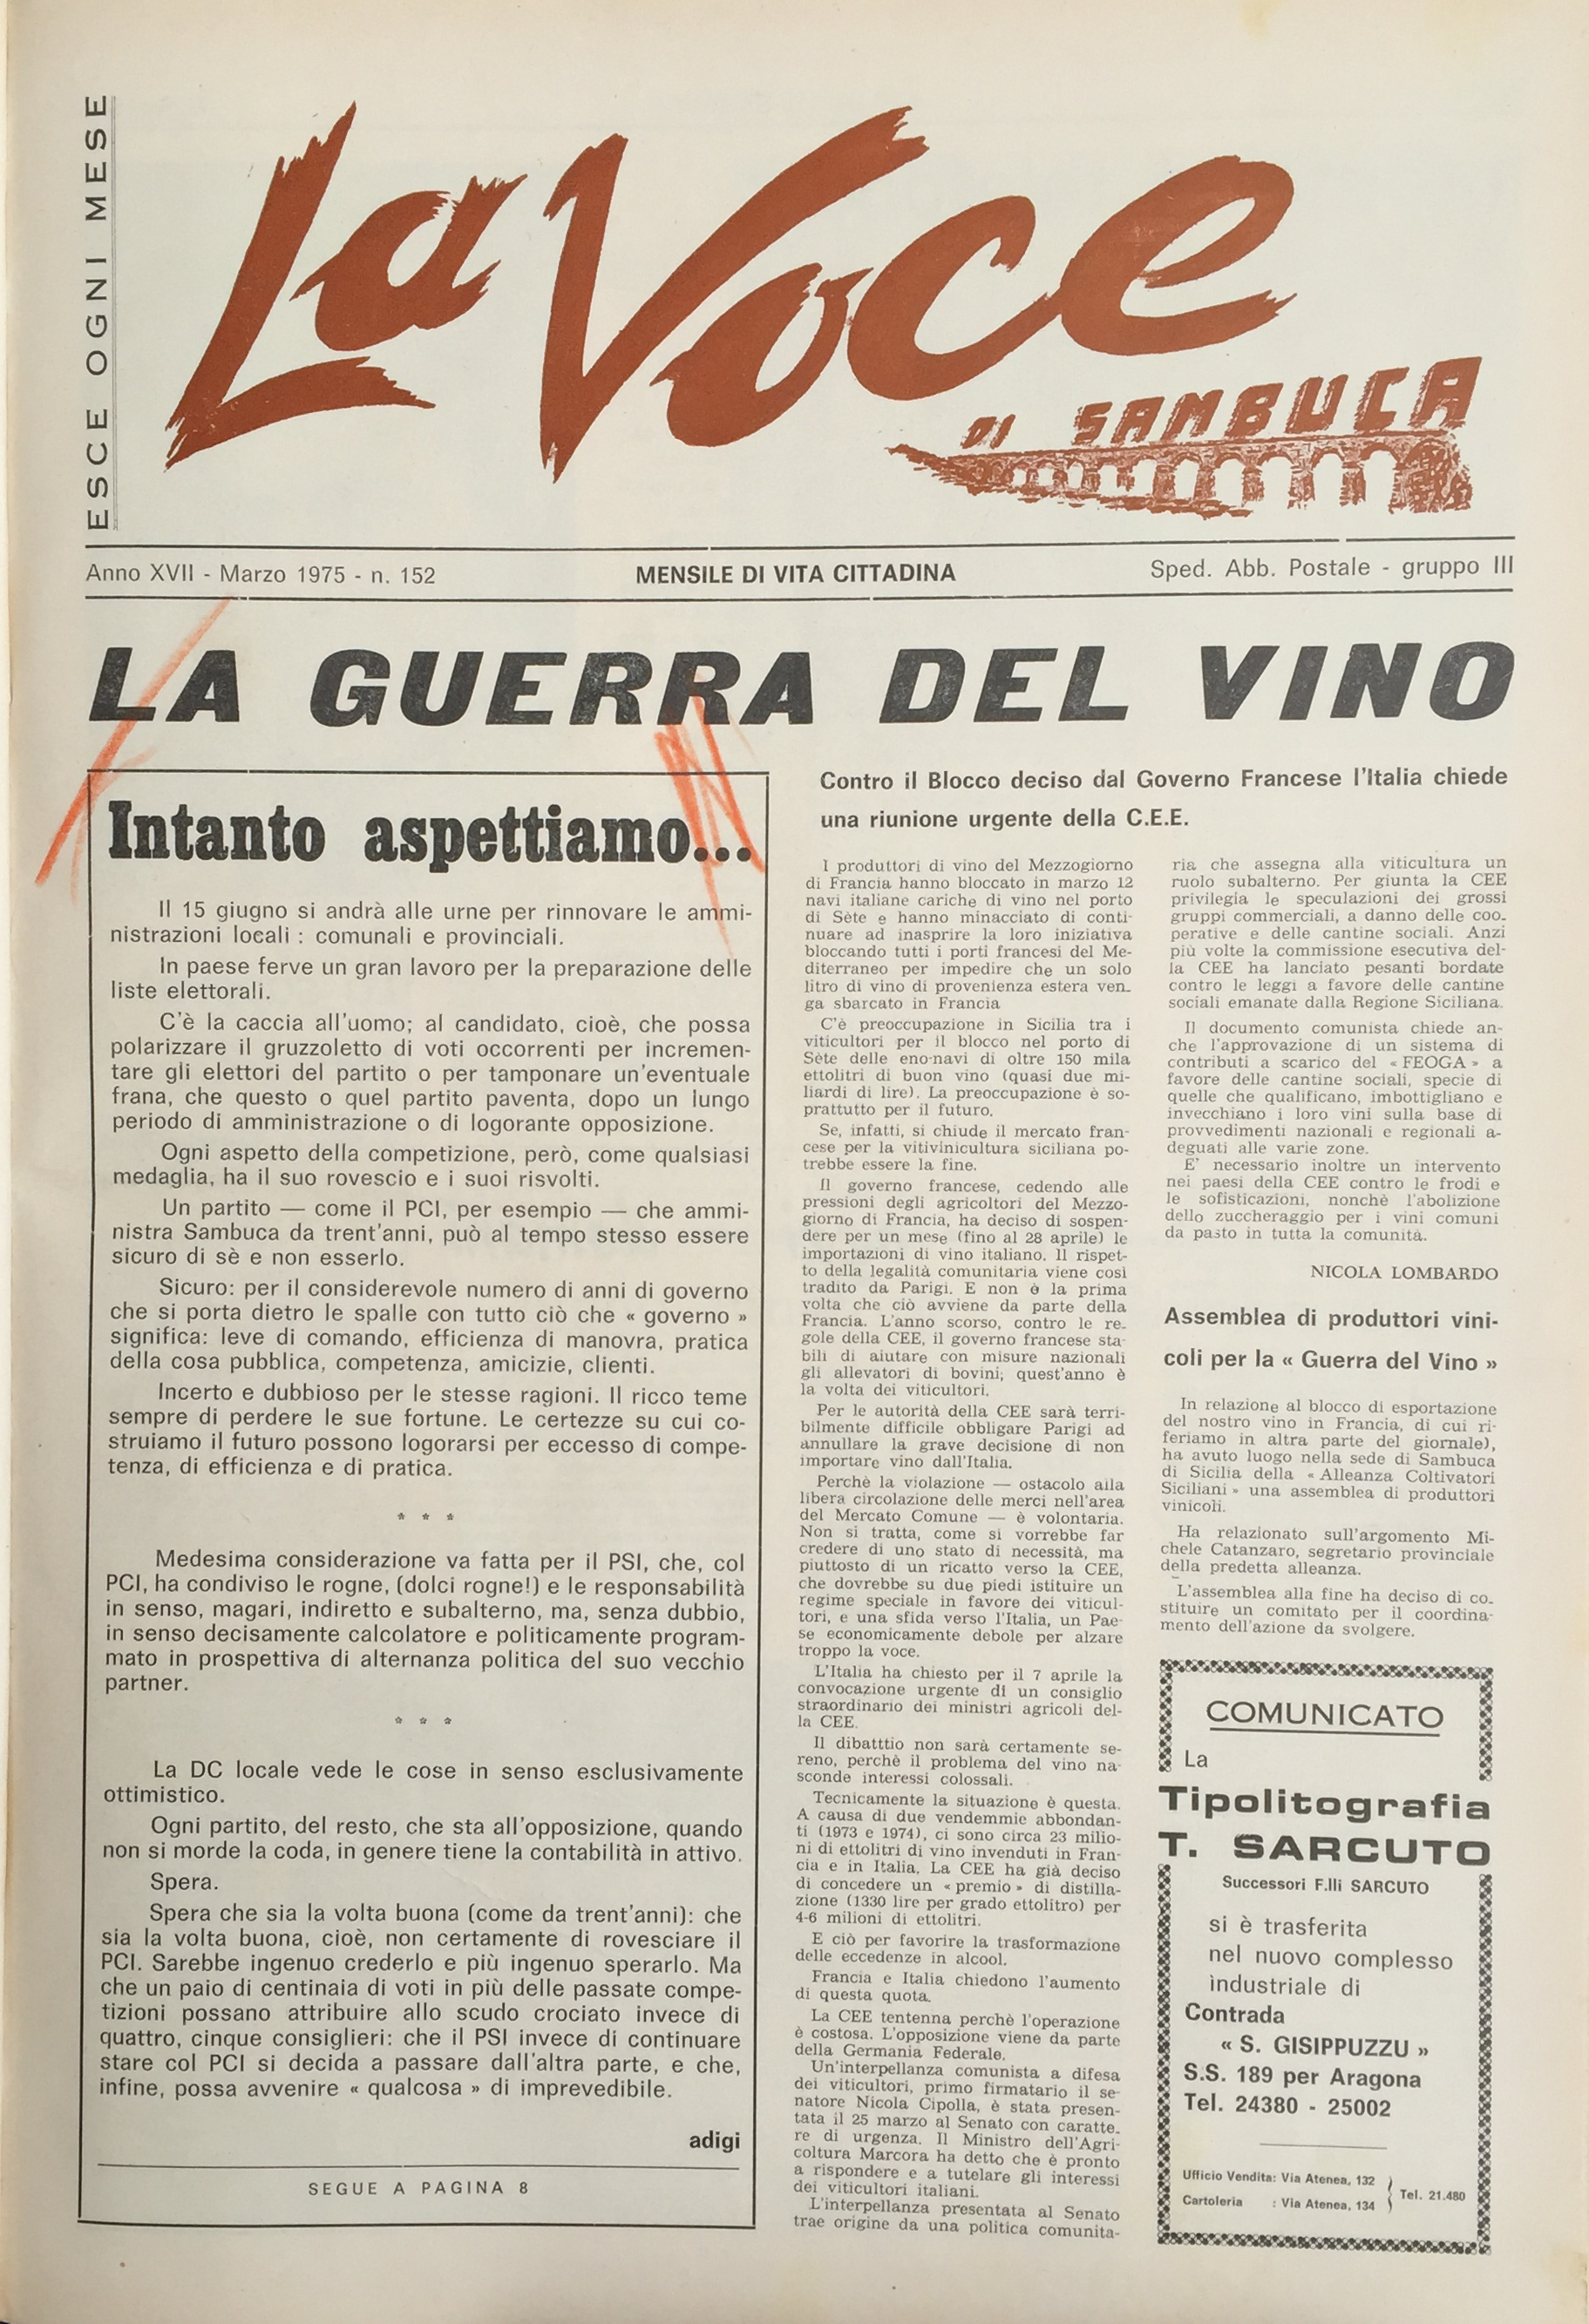 ESCE OGNI MESE
La Voce
DI SAMBUCA
Anno XVII - Marzo 1975 - n. 152
MENSILE DI VITA CITTADINA
Sped. Abb. Postale - gruppo III
LA GUERRA DEL VINO
Intanto aspettiamo...
Il 15 giugno si andrà alle urne per rinnovare le ammi-
nistrazioni locali : comunali e provinciali.
In paese ferve un gran lavoro per la preparazione delle
liste elettorali.
C'è la caccia all'uomo; al candidato, cioè, che possa
polarizzare il gruzzoletto di voti occorrenti per incremen-
tare gli elettori del partito o per tamponare un'eventuale
frana, che questo o quel partito paventa, dopo un lungo
periodo di amministrazione o di logorante opposizione.
Ogni aspetto della competizione, però, come qualsiasi
medaglia, ha il suo rovescio e i suoi risvolti.
Un partito — come il PCI, per esempio — che ammi-
nistra Sambuca da trent'anni, può al tempo stesso essere
sicuro di sè e non esserlo.
Sicuro: per il considerevole numero di anni di governo
che si porta dietro le spalle con tutto ciò che « governo »
significa: leve di comando, efficienza di manovra, pratica
della cosa pubblica, competenza, amicizie, clienti.
Incerto e dubbioso per le stesse ragioni. Il ricco teme
sempre di perdere le sue fortune. Le certezze su cui co-
struiamo il futuro possono logorarsi per eccesso di compe-
tenza, di efficienza e di pratica.
* * *
Medesima considerazione va fatta per il PSI, che, col
PCI, ha condiviso le rogne, (dolci rogne!) e le responsabilità
in senso, magari, indiretto e subalterno, ma, senza dubbio,
in senso decisamente calcolatore e politicamente program-
mato in prospettiva di alternanza politica del suo vecchio
partner.
* * *
La DC locale vede le cose in senso esclusivamente
ottimistico.
Ogni partito, del resto, che sta all'opposizione, quando
non si morde la coda, in genere tiene la contabilità in attivo.
Spera.
Spera che sia la volta buona (come da trent'anni): che
sia la volta buona, cioè, non certamente di rovesciare il
PCI. Sarebbe ingenuo crederlo e più ingenuo sperarlo. Ma
che un paio di centinaia di voti in più delle passate compe-
tizioni possano attribuire allo scudo crociato invece di
quattro, cinque consiglieri: che il PSI invece di continuare
stare col PCI si decida a passare dall'altra parte, e che,
infine, possa avvenire « qualcosa » di imprevedibile.
adigi
SEGUE A PAGINA 8
Contro il Blocco deciso dal Governo Francese l'Italia chiede
una riunione urgente della C.E.E.
I produttori di vino del Mezzogiorno
di Francia hanno bloccato in marzo 12
navi italiane cariche di vino nel porto
di Sète e hanno minacciato di conti-
nuare ad inasprire la loro iniziativa
bloccando tutti i porti francesi del Me-
diterraneo per impedire che un solo
litro di vino di provenienza estera ven-
ga sbarcato in Francia
C'è preoccupazione in Sicilia tra i
viticultori per il blocco nel porto di
Sète delle eno-navi di oltre 150 mila
ettolitri di buon vino (quasi due mi-
liardi di lire). La preoccupazione è so-
prattutto per il futuro.
Se, infatti, si chiude il mercato fran-
cese per la vitivinicultura siciliana po-
trebbe essere la fine.
Il governo francese, cedendo alle
pressioni degli agricoltori del Mezzo-
giorno di Francia, ha deciso di sospen-
dere per un mese (fino al 28 aprile) le
importazioni di vino italiano. Il rispet-
to della legalità comunitaria viene così
tradito da Parigi. E non è la prima
volta che ciò avviene da parte della
Francia. L'anno scorso, contro le re-
gole della CEE, il governo francese sta-
bilì di aiutare con misure nazionali
gli allevatori di bovini; quest'anno è
la volta dei viticultori.
Per le autorità della CEE sarà terri-
bilmente difficile obbligare Parigi ad
annullare la grave decisione di non
importare vino dall'Italia.
Perchè la violazione — ostacolo alla
libera circolazione delle merci nell'area
del Mercato Comune — è volontaria.
Non si tratta, come si vorrebbe far
credere di uno stato di necessità, ma
piuttosto di un ricatto verso la CEE,
che dovrebbe su due piedi istituire un
regime speciale in favore dei viticul-
tori, e una sfida verso l'Italia, un Pae-
se economicamente debole per alzare
troppo la voce.
L'Italia ha chiesto per il 7 aprile la
convocazione urgente di un consiglio
straordinario dei ministri agricoli del-
la CEE.
Il dibatttio non sarà certamente se-
reno, perchè il problema del vino na-
sconde interessi colossali.
Tecnicamente la situazione è questa.
A causa di due vendemmie abbondan-
ti (1973 e 1974), ci sono circa 23 milio-
ni di ettolitri di vino invenduti in Fran-
cia e in Italia. La CEE ha già deciso
di concedere un « premio » di distilla-
zione (1330 lire per grado ettolitro) per
4-6 milioni di ettolitri.
E ciò per favorire la trasformazione
delle eccedenze in alcool.
Francia e Italia chiedono l'aumento
di questa quota.
La CEE tentenna perchè l'operazione
è costosa. L'opposizione viene da parte
della Germania Federale.
Un'interpellanza comunista a difesa
dei viticultori, primo firmatario il se-
natore Nicola Cipolla, è stata presen-
tata il 25 marzo al Senato con caratte-
re di urgenza. Il Ministro dell'Agri-
coltura Marcora ha detto che è pronto
a rispondere e a tutelare gli interessi
dei viticultori italiani.
L'interpellanza presentata al Senato
trae origine da una politica comunita-
ria che assegna alla viticultura un
ruolo subalterno. Per giunta la CEE
privilegia le speculazioni dei grossi
gruppi commerciali, a danno delle coo-
perative e delle cantine sociali. Anzi
più volte la commissione esecutiva del-
la CEE ha lanciato pesanti bordate
contro le leggi a favore delle cantine
sociali emanate dalla Regione Siciliana.
Il documento comunista chiede an-
che l'approvazione di un sistema di
contributi a scarico del « FEOGA » a
favore delle cantine sociali, specie di
quelle che qualificano, imbottigliano e
invecchiano i loro vini sulla base di
provvedimenti nazionali e regionali a-
deguati alle varie zone.
E' necessario inoltre un intervento
nei paesi della CEE contro le frodi e
le sofisticazioni, nonchè l'abolizione
dello zuccheraggio per i vini comuni
da pasto in tutta la comunità.
NICOLA LOMBARDO
Assemblea di produttori vini-
coli per la « Guerra del Vino »
In relazione al blocco di esportazione
del nostro vino in Francia, di cui ri-
feriamo in altra parte del giornale),
ha avuto luogo nella sede di Sambuca
di Sicilia della « Alleanza Coltivatori
Siciliani » una assemblea di produttori
vinicoli.
Ha relazionato sull'argomento Mi-
chele Catanzaro, segretario provinciale
della predetta alleanza.
L'assemblea alla fine ha deciso di co-
stituire un comitato per il coordina-
mento dell'azione da svolgere.
COMUNICATO
La
Tipolitografia
T. SARCUTO
Successori F.lli SARCUTO
si è trasferita
nel nuovo complesso
industriale di
Contrada
« S. GISIPPUZZU »
S.S. 189 per Aragona
Tel. 24380 - 25002
Ufficio Vendita: Via Atenea, 132
Cartoleria : Via Atenea, 134
Tel. 21.480